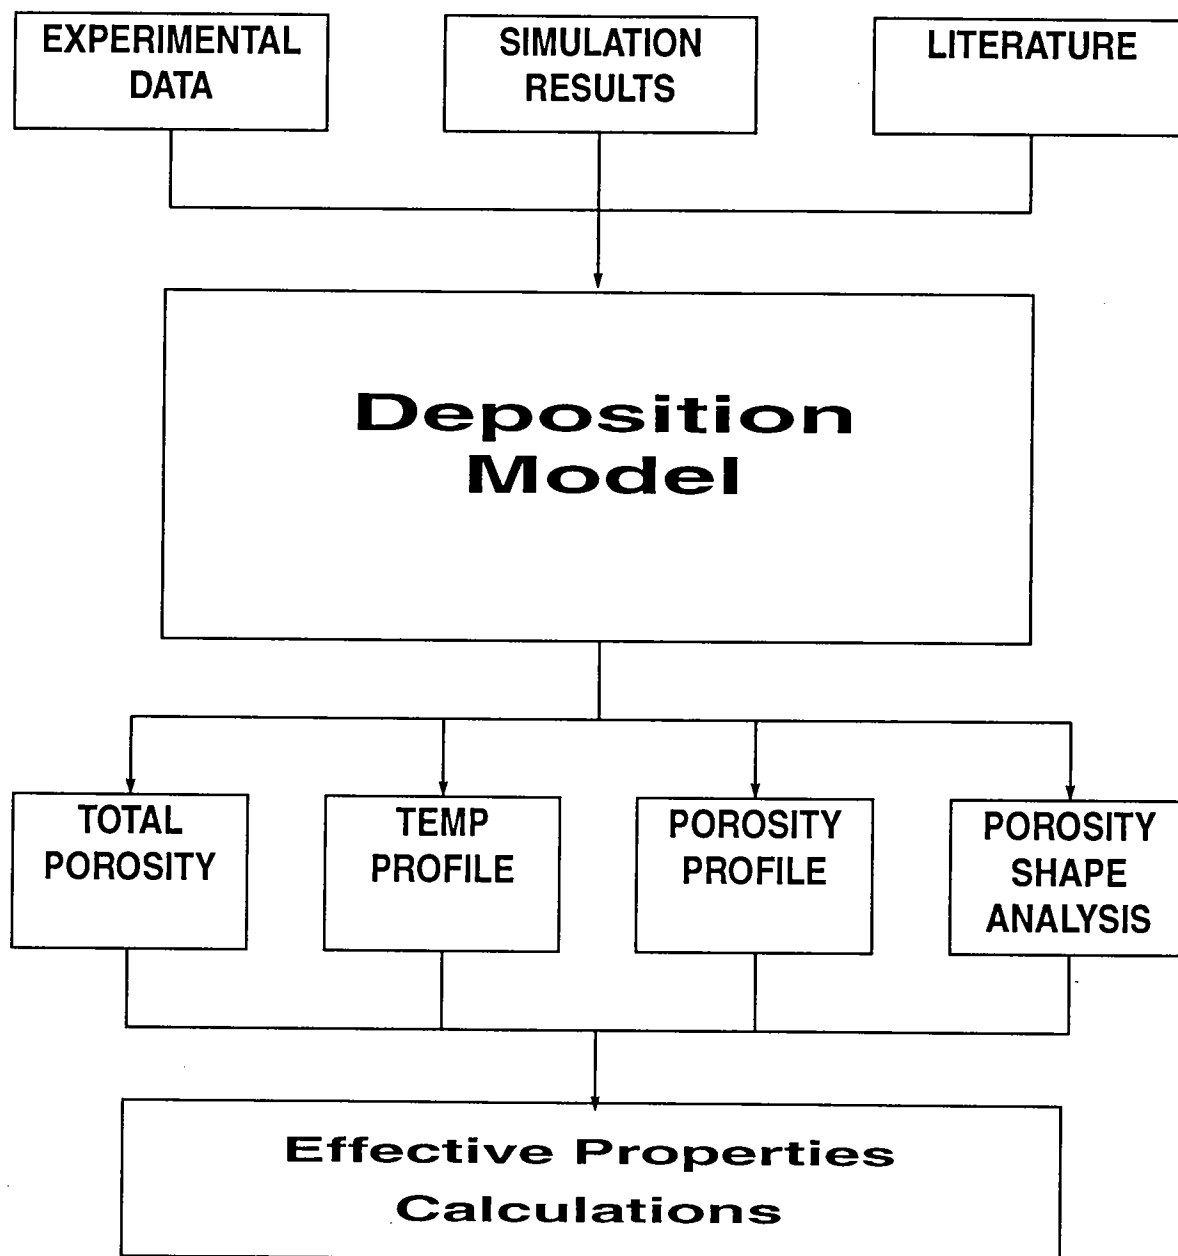 EXPERIMENTAL
DATA
SIMULATION
RESULTS
LITERATURE
Deposition
Model
TOTAL
POROSITY
TEMP
PROFILE
POROSITY
PROFILE
POROSITY
SHAPE
ANALYSIS
Effective Properties
Calculations